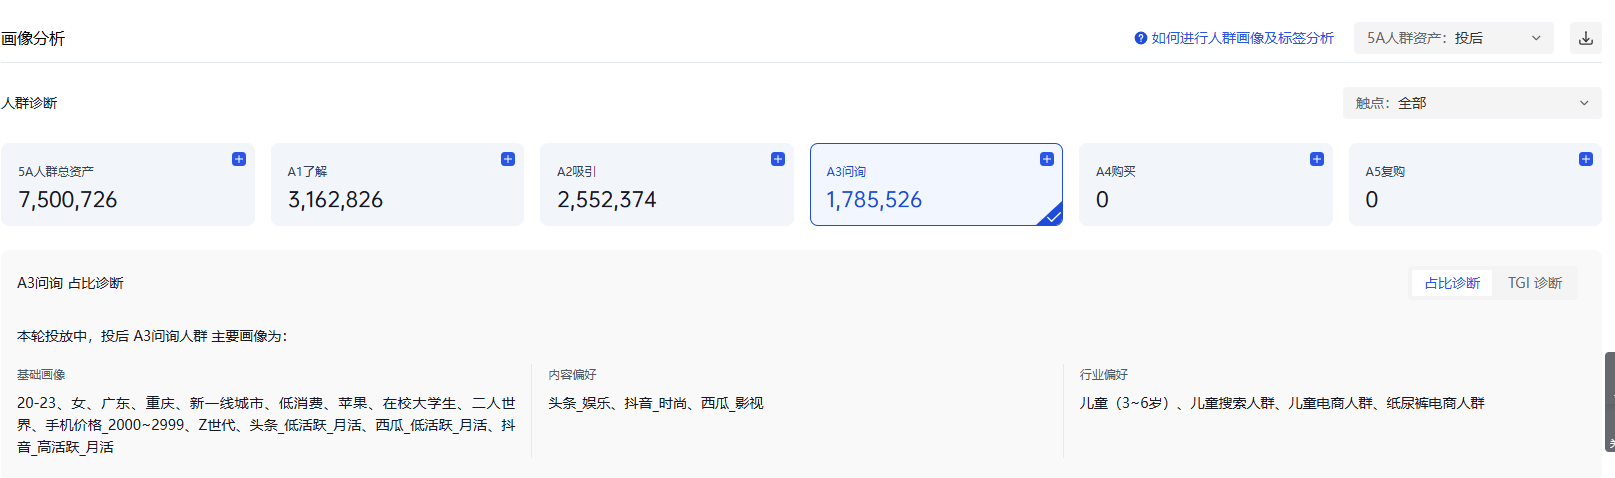 画像分析
如何进行人群画像及标签分析
5A人群资产：投后
人群诊断
触点：全部
5A人群总资产
7,500,726
A1了解
3,162,826
A2吸引
2,552,374
A3问询
1,785,526
A4购买
0
A5复购
0
A3问询 占比诊断
占比诊断
TGI 诊断
本轮投放中，投后 A3问询人群 主要画像为：
基础画像
20-23、女、广东、重庆、新一线城市、低消费、苹果、在校大学生、二人世
界、手机价格_2000~2999、Z世代、头条_低活跃_月活、西瓜_低活跃_月活、抖
音_高活跃_月活
内容偏好
头条_娱乐、抖音_时尚、西瓜_影视
行业偏好
儿童（3~6岁）、儿童搜索人群、儿童电商人群、纸尿裤电商人群